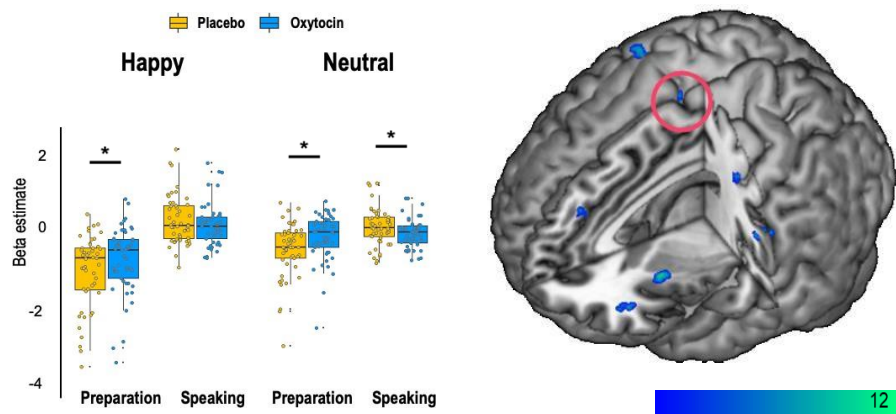 Placebo Oxytocin
Happy Neutral
* * *
2
0
-2
-4
Beta estimate
Preparation Speaking Preparation Speaking
12